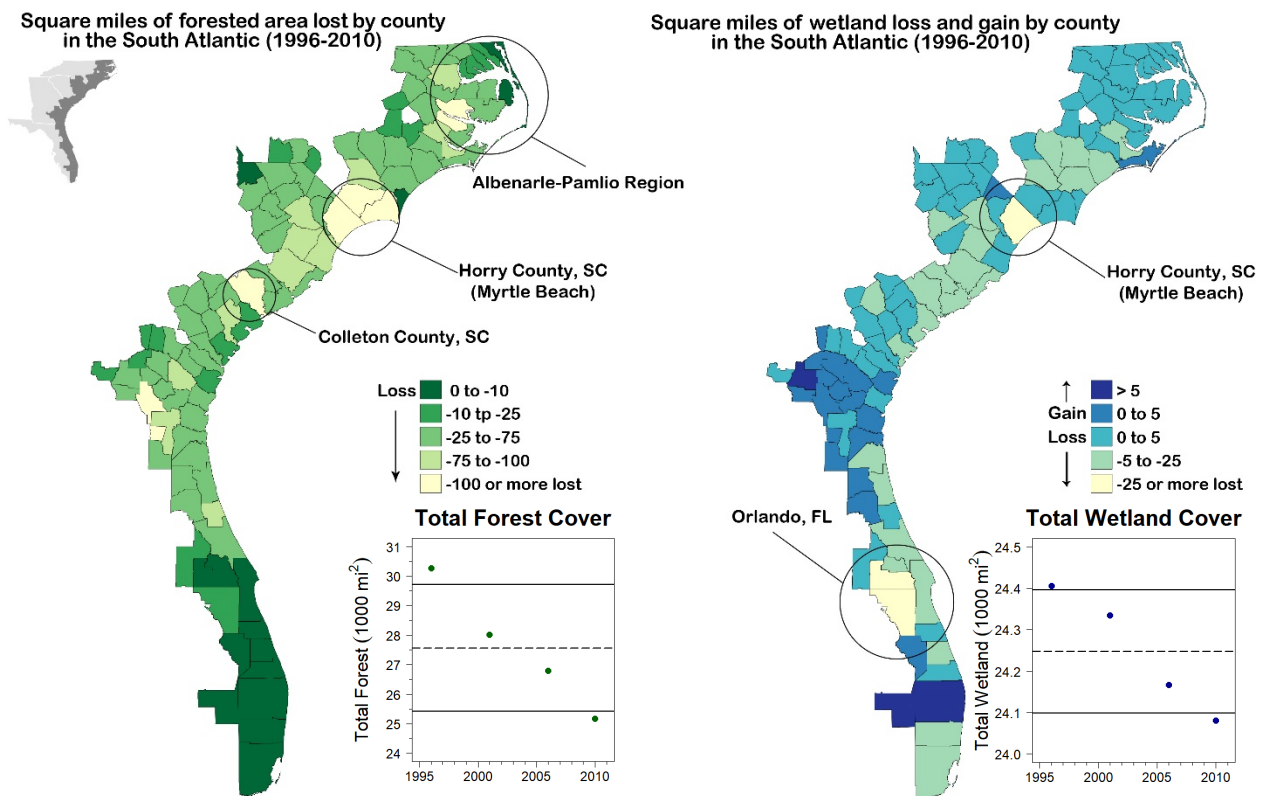 Square miles of forested area lost by county
in the South Atlantic (1996-2010)
Albenarle-Pamlio Region
Horry County, SC
(Myrtle Beach)
Colleton County, SC
Loss
0 to -10
-10 tp -25
-25 to -75
-75 to -100
-100 or more lost
Total Forest Cover
Total Forest (1000 mi²)
31
30
29
28
27
26
25
24
1995
2000
2005
2010
Square miles of wetland loss and gain by county
in the South Atlantic (1996-2010)
Horry County, SC
(Myrtle Beach)
Gain
Loss
> 5
0 to 5
0 to 5
-5 to -25
-25 or more lost
Orlando, FL
Total Wetland Cover
Total Wetland (1000 mi²)
24.5
24.4
24.3
24.2
24.1
24.0
1995
2000
2005
2010